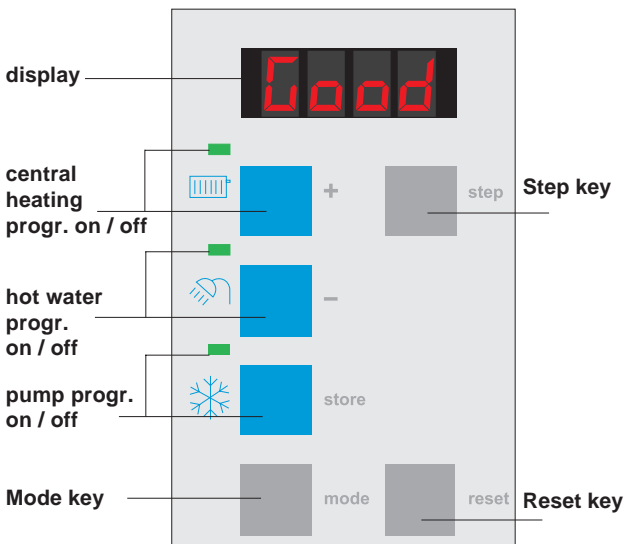 Good
display
central
heating
progr. on / off
+
step
Step key
hot water
progr.
on / off
-
pump progr.
on / off
store
Mode key
mode
reset
Reset key